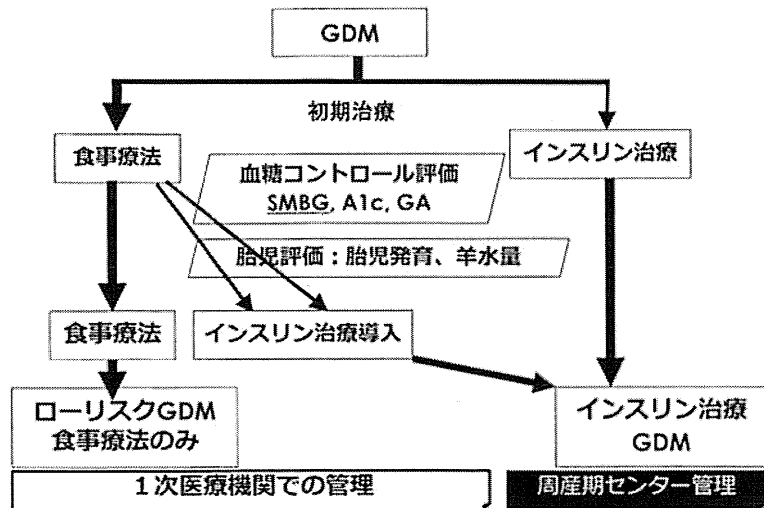 GDM
初期治療
食事療法
インスリン治療
血糖コントロール評価
SMBG, A1c, GA
胎児評価：胎児発育、羊水量
食事療法
インスリン治療導入
ローリスクGDM
食事療法のみ
インスリン治療
GDM
１次医療機関での管理
周産期センター管理